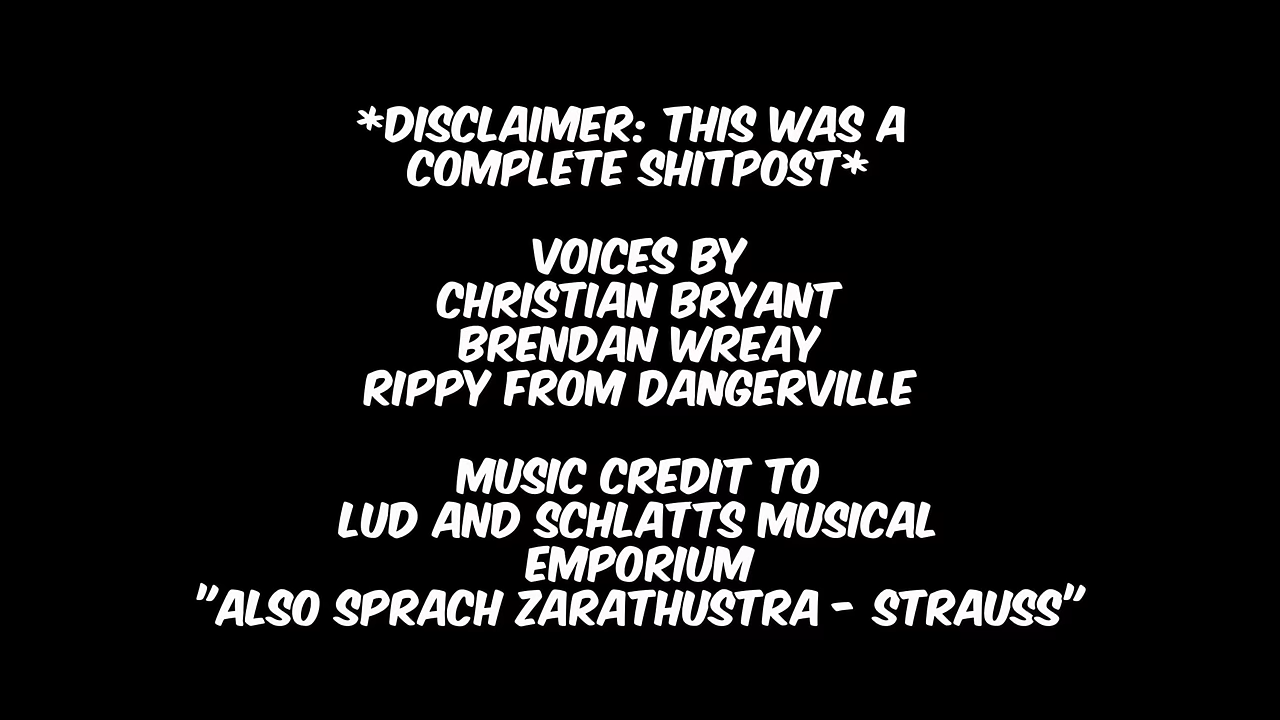 *DISCLAIMER: THIS WAS A
COMPLETE SHITPOST*
VOICES BY
CHRISTIAN BRYANT
BRENDAN WREAY
RIPPY FROM DANGERVILLE
MUSIC CREDIT TO
LUD AND SCHLATTS MUSICAL
EMPORIUM
"ALSO SPRACH ZARATHUSTRA - STRAUSS"